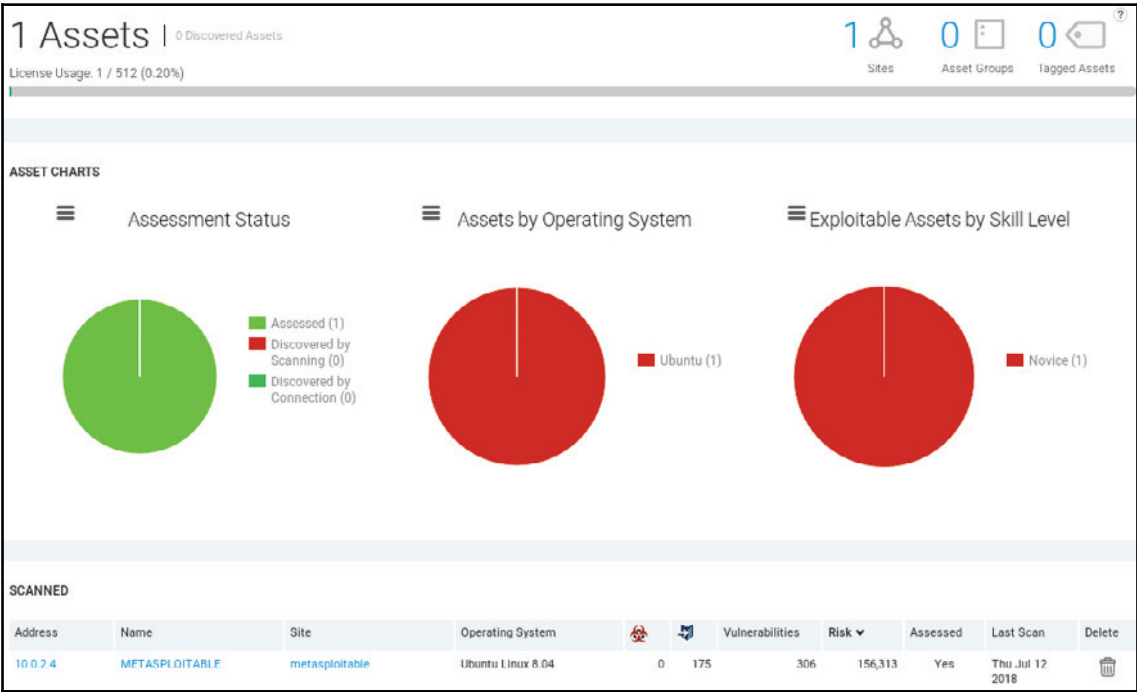 1 Assets | 0 Discovered Assets
1 0 0 ?
Sites Asset Groups Tagged Assets
License Usage: 1 / 512 (0.20%)
ASSET CHARTS
Assessment Status
Assessed (1)
Discovered by
Scanning (0)
Discovered by
Connection (0)
Assets by Operating System
Ubuntu (1)
Exploitable Assets by Skill Level
Novice (1)
SCANNED
Address Name Site Operating System Vulnerabilities Risk Assessed Last Scan Delete
10.0.2.4 METASPLOITABLE metasploitable Ubuntu Linux 8.04 0 175 306 156,313 Yes Thu Jul 12
2018